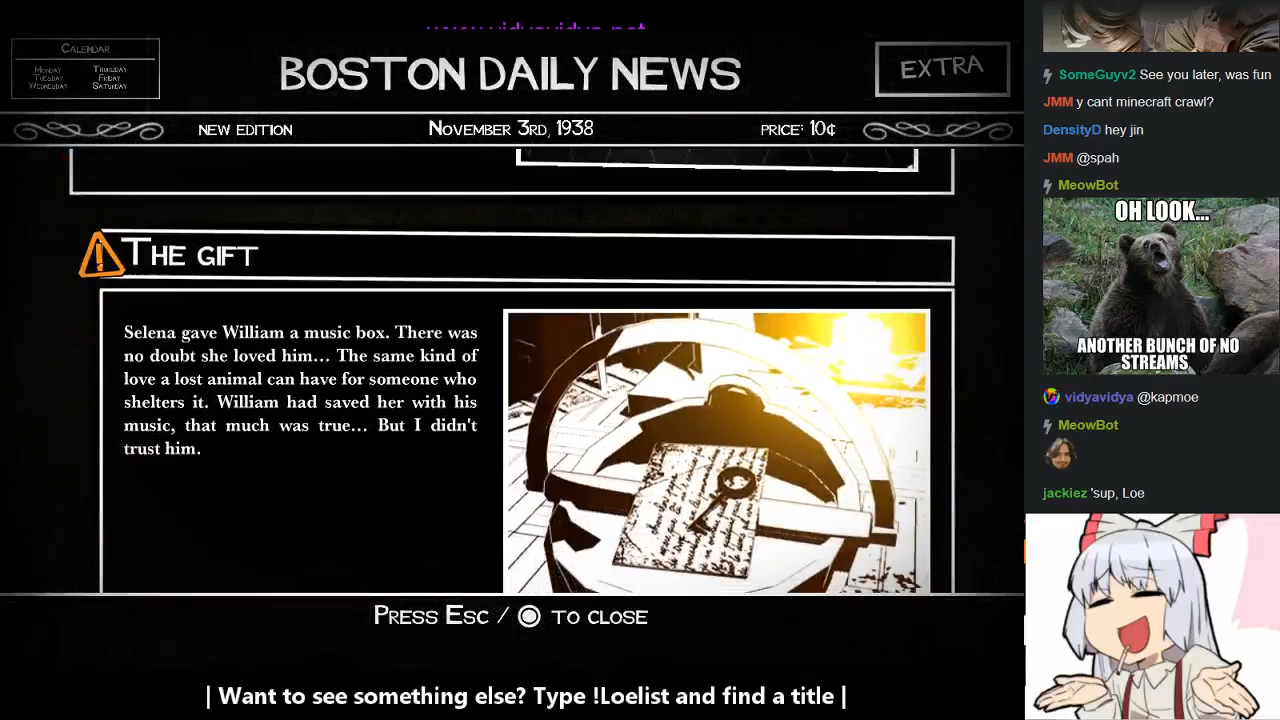 www.vidyavidya.net
CALENDAR
MONDAY THURSDAY
TUESDAY FRIDAY
WEDNESDAY SATURDAY
BOSTON DAILY NEWS
EXTRA
NEW EDITION
NOVEMBER 3RD, 1938
PRICE: 10¢
THE GIFT
Selena gave William a music box. There was
no doubt she loved him... The same kind of
love a lost animal can have for someone who
shelters it. William had saved her with his
music, that much was true... But I didn't
trust him.
PRESS ESC / TO CLOSE
| Want to see something else? Type !Loelist and find a title |
SomeGuyv2 See you later, was fun
JMM y cant minecraft crawl?
DensityD hey jin
JMM @spah
MeowBot
OH LOOK...
ANOTHER BUNCH OF NO
STREAMS
vidyavidya @kapmoe
MeowBot
jackiez 'sup, Loe